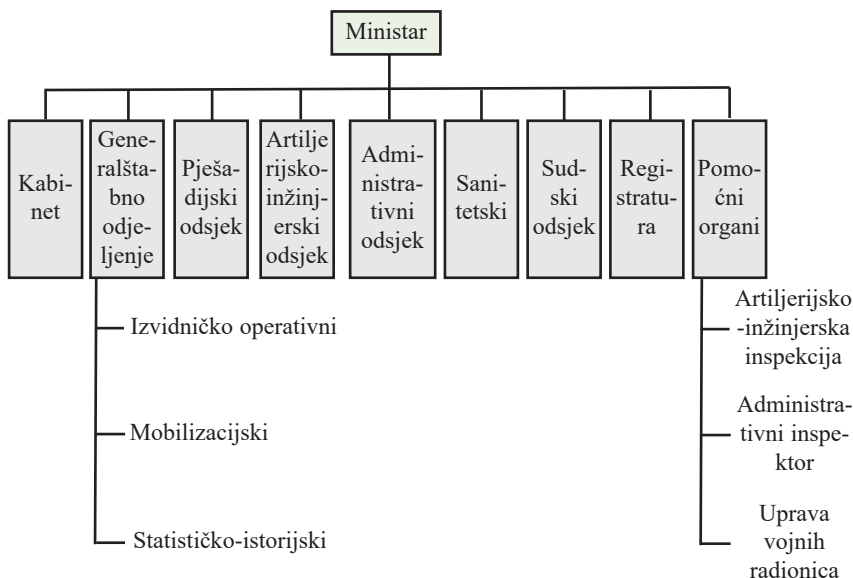 Ministar
Kabi-
net
Gene-
ralšta-
bno
odje-
ljenje
Pješa-
dijski
odsjek
Artilje
rijsko-
inžinj-
erski
odsjek
Admi-
nistra-
tivni
odsjek
Sani-
tetski
Sud-
ski
odsjek
Regi-
stratu-
ra
Pomo-
ćni
organi
Izvidničko operativni
Mobilizacijski
Statističko-istorijski
Artiljerijsko
-inžinjerska
inspekcija
Administra-
tivni inspe-
ktor
Uprava
vojnih
radionica